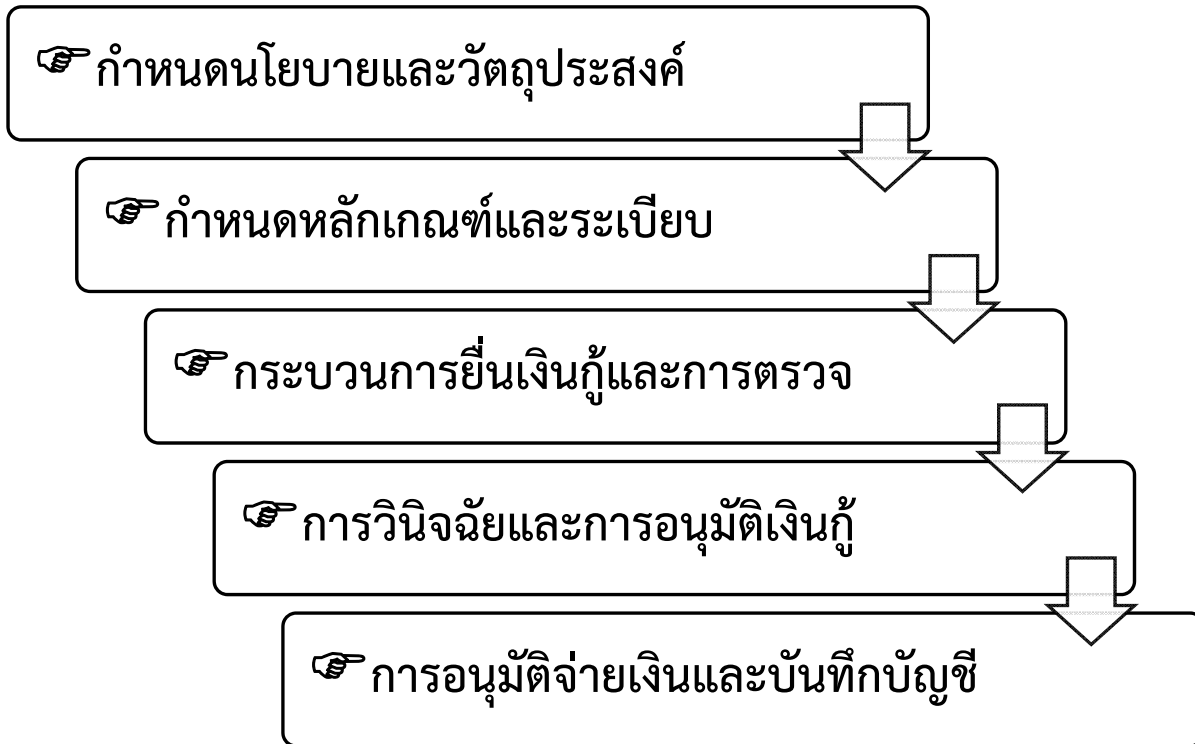 ☞กำหนดนโยบายและวัตถุประสงค์
☞กำหนดหลักเกณฑ์และระเบียบ
☞กระบวนการยื่นเงินกู้และการตรวจ
☞การวินิจฉัยและการอนุมัติเงินกู้
☞การอนุมัติจ่ายเงินและบันทึกบัญชี